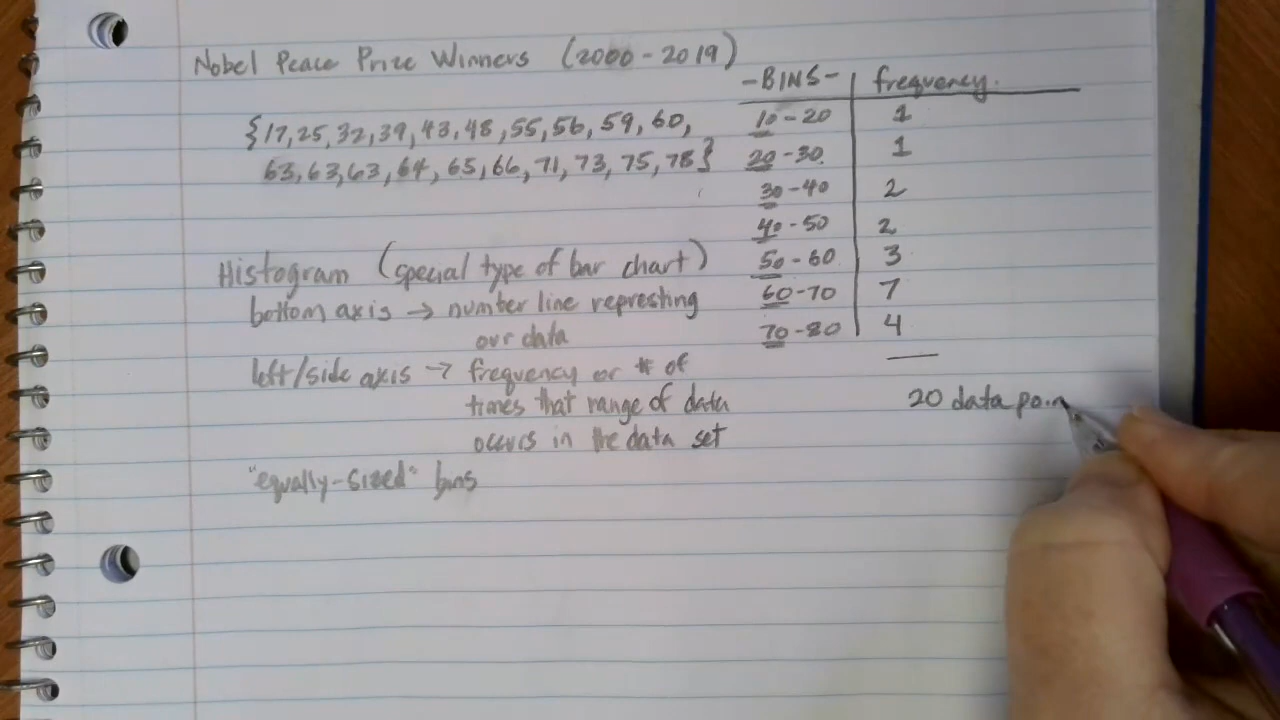 Nobel Peace Prize Winners (2000-2019)
{17,25,32,39,43,48,55,56,59,60,
63,63,63,64,65,66,71,73,75,78}
Histogram (special type of bar chart)
bottom axis → number line represting
our data
left/side axis → frequency or # of
times that range of data
occurs in the data set
"equally-sized" bins
-BINS- frequency.
10-20 1
20-30 1
30-40 2
40-50 2
50-60 3
60-70 7
70-80 4
20 data poin